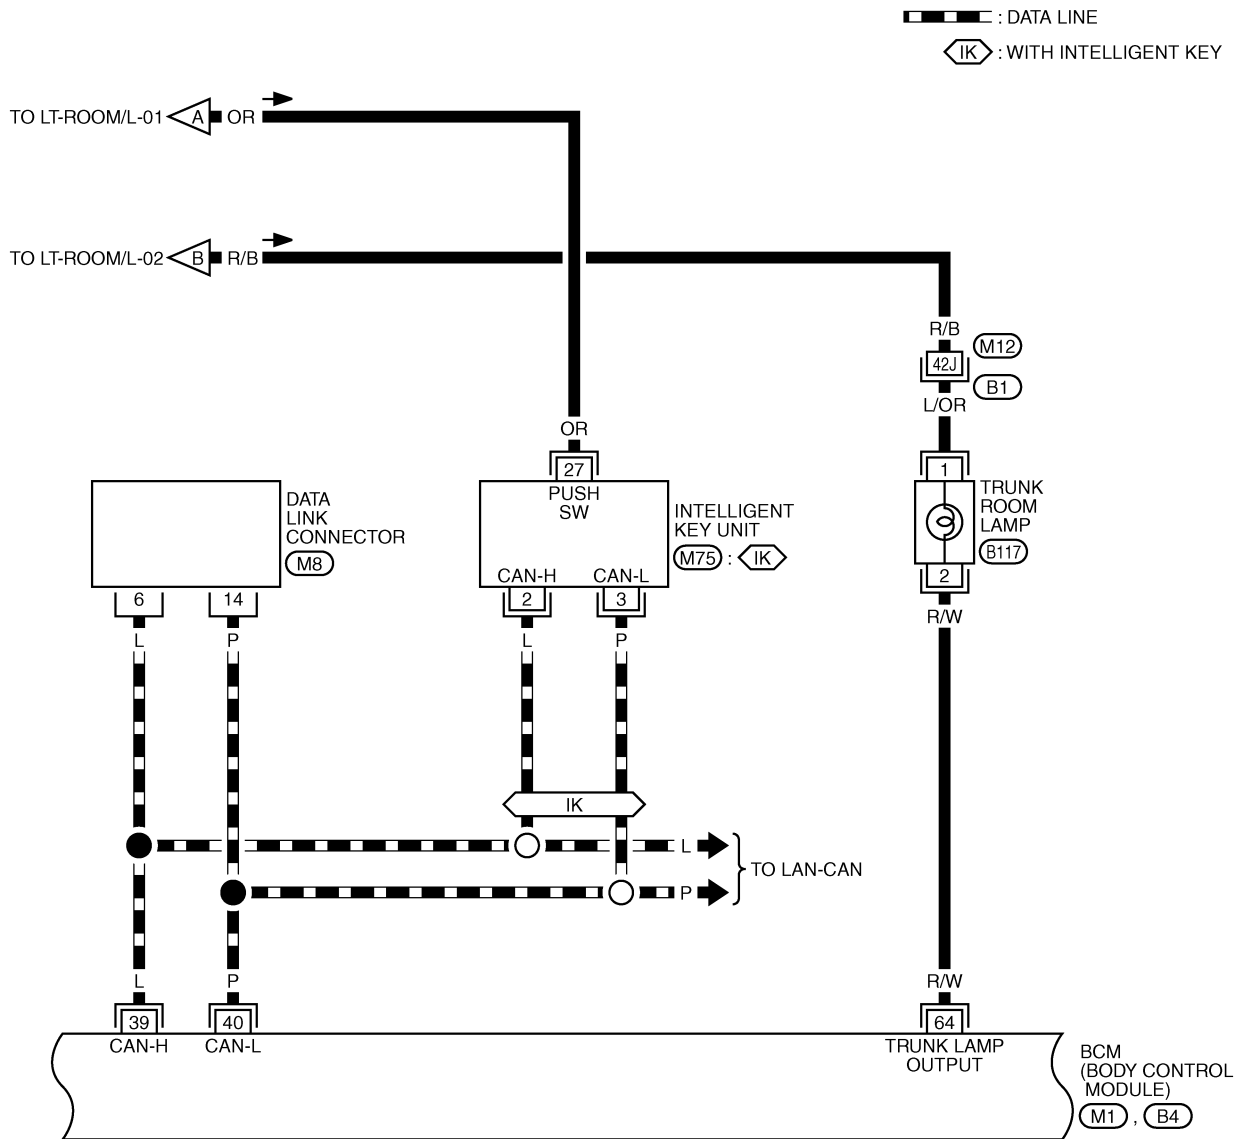 : DATA LINE
IK : WITH INTELLIGENT KEY
TO LT-ROOM/L-01 A OR
TO LT-ROOM/L-02 B R/B
R/B
M12
42J
B1
L/OR
OR
27
PUSH
SW
1
TRUNK
ROOM
LAMP
B117
2
R/W
DATA
LINK
CONNECTOR
M8
INTELLIGENT
KEY UNIT
M75 : IK
CAN-H CAN-L
6 14
2 3
L P
L P
IK
L
P
TO LAN-CAN
L P
R/W
39 40
64
CAN-H CAN-L
TRUNK LAMP
OUTPUT
BCM
(BODY CONTROL
MODULE)
M1 , B4